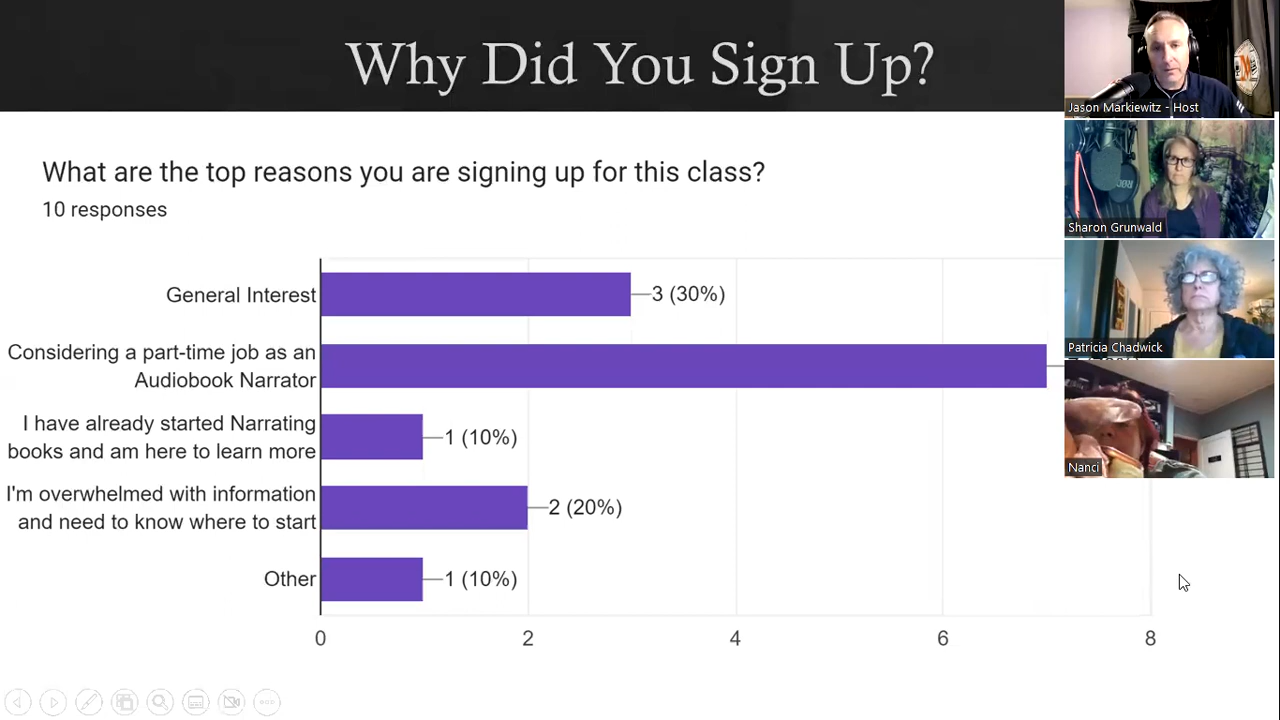 Why Did You Sign Up?
What are the top reasons you are signing up for this class?
10 responses
General Interest
3 (30%)
Considering a part-time job as an
Audiobook Narrator
I have already started Narrating
books and am here to learn more
1 (10%)
I'm overwhelmed with information
and need to know where to start
2 (20%)
Other
1 (10%)
0 2 4 6 8
Jason Markiewitz - Host
Sharon Grunwald
Patricia Chadwick
Nanci